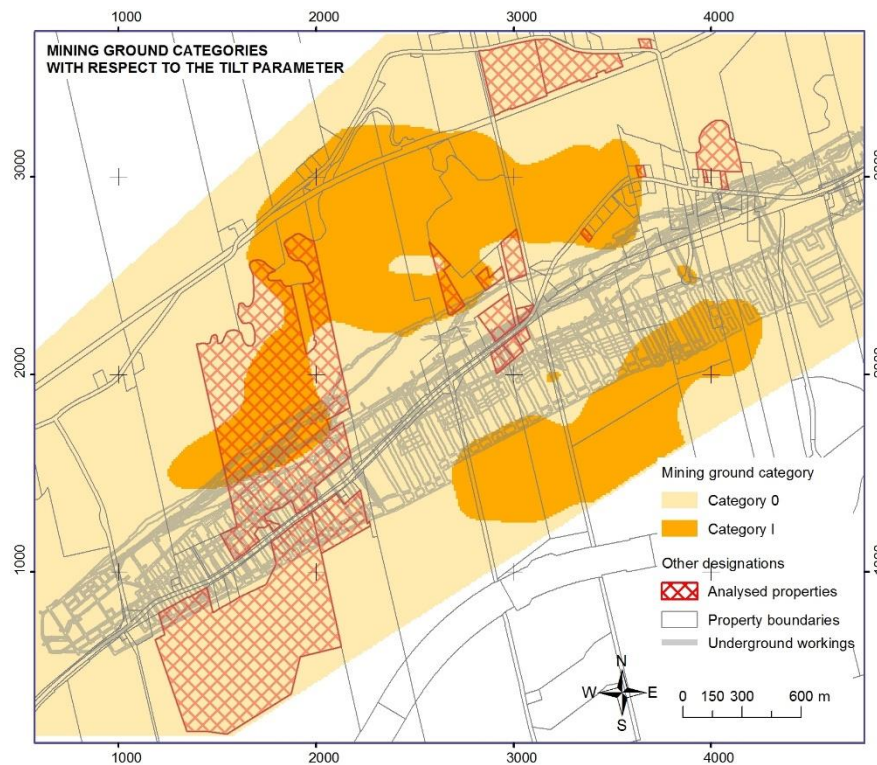 1000 2000 3000 4000
MINING GROUND CATEGORIES
WITH RESPECT TO THE TILT PARAMETER
3000
2000
1000
Mining ground category
Category 0
Category I
Other designations
Analysed properties
Property boundaries
Underground workings
N
W E
S
0 150 300 600 m
1000 2000 3000 4000